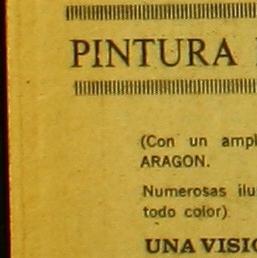 PINTURA
(Con un ampl
ARAGON.
Numerosas ilu
todo color)
UNA VISIO